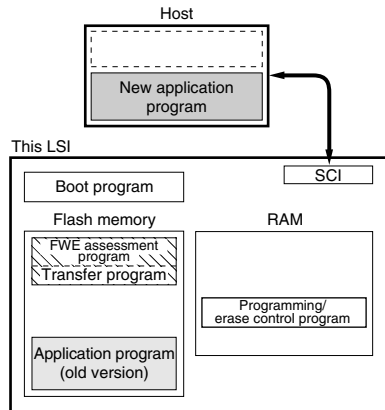 Host
New application
program
This LSI
SCI
Boot program
Flash memory
RAM
FWE assessment
program
Transfer program
Programming/
erase control program
Application program
(old version)